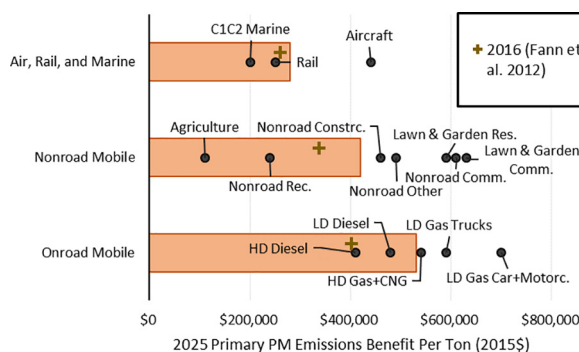 C1C2 Marine
Aircraft
2016 (Fann et
al. 2012)
Air, Rail, and Marine
Rail
Agriculture
Nonroad Constrc.
Lawn & Garden Res.
Lawn & Garden
Comm.
Nonroad Mobile
Nonroad Rec.
Nonroad Comm.
Nonroad Other
LD Diesel
LD Gas Trucks
Onroad Mobile
HD Diesel
HD Gas+CNG
LD Gas Car+Motorc.
$0
$200,000
$400,000
$600,000
$800,000
2025 Primary PM Emissions Benefit Per Ton (2015$)